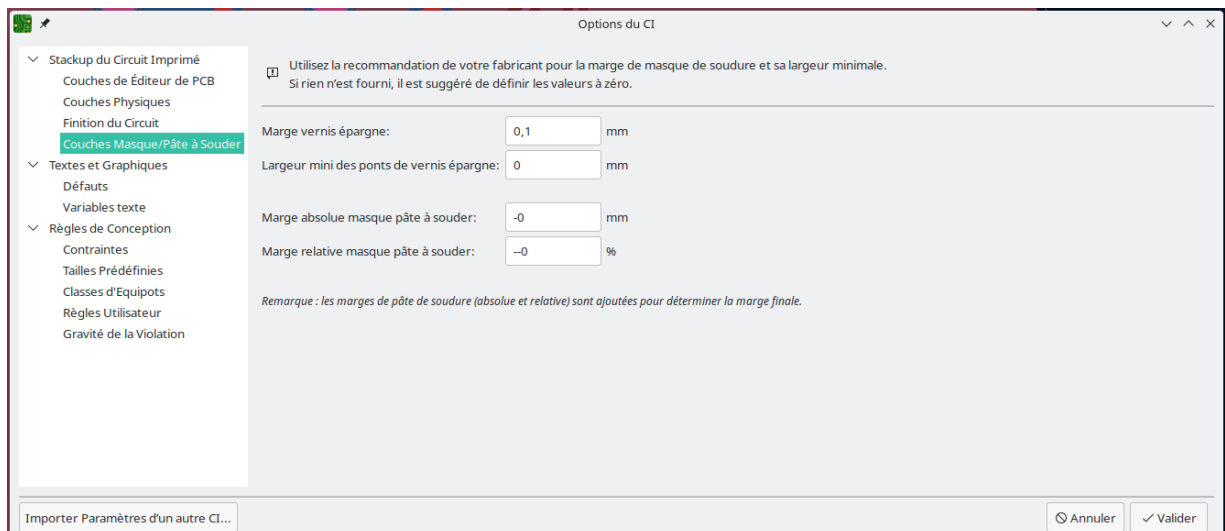 Options du CI
Stackup du Circuit Imprimé
Couches de Éditeur de PCB
Couches Physiques
Finition du Circuit
Couches Masque/Pâte à Souder
Textes et Graphiques
Défauts
Variables texte
Règles de Conception
Contraintes
Tailles Prédéfinies
Classes d'Equipots
Règles Utilisateur
Gravité de la Violation
Utilisez la recommandation de votre fabricant pour la marge de masque de soudure et sa largeur minimale.
Si rien n'est fourni, il est suggéré de définir les valeurs à zéro.
Marge vernis épargne: 0,1 mm
Largeur mini des ponts de vernis épargne: 0 mm
Marge absolue masque pâte à souder: -0 mm
Marge relative masque pâte à souder: --0 %
Remarque : les marges de pâte de soudure (absolue et relative) sont ajoutées pour déterminer la marge finale.
Importer Paramètres d'un autre CI... Annuler Valider